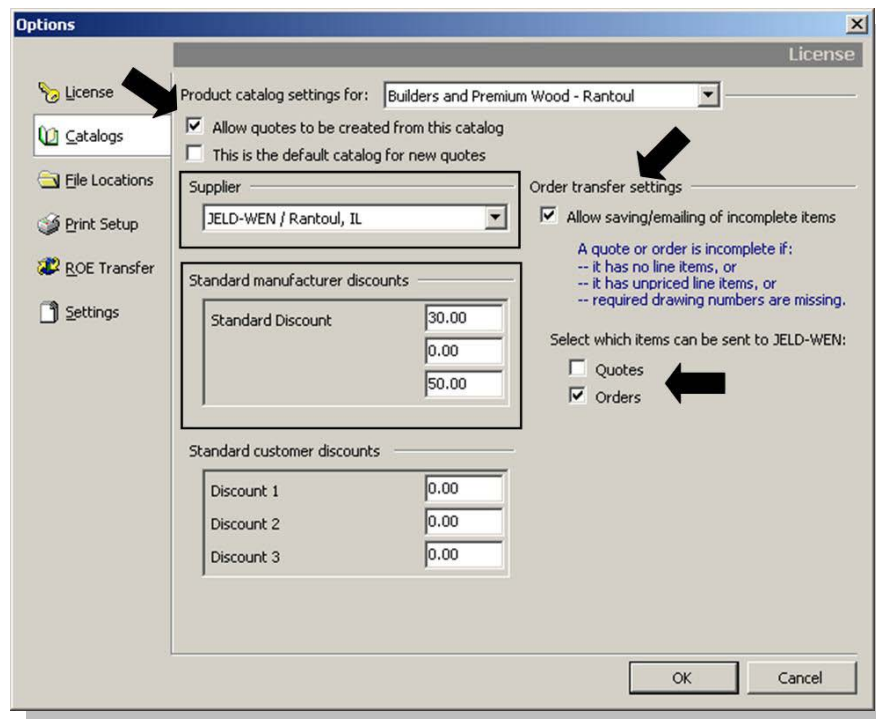 Options
License
License
Catalogs
File Locations
Print Setup
ROE Transfer
Settings
Product catalog settings for: Builders and Premium Wood - Rantoul
Allow quotes to be created from this catalog
This is the default catalog for new quotes
Supplier
JELD-WEN / Rantoul, IL
Standard manufacturer discounts
Standard Discount 30.00
0.00
50.00
Standard customer discounts
Discount 1 0.00
Discount 2 0.00
Discount 3 0.00
Order transfer settings
Allow saving/emailing of incomplete items
A quote or order is incomplete if:
-- it has no line items, or
-- it has unpriced line items, or
-- required drawing numbers are missing.
Select which items can be sent to JELD-WEN:
Quotes
Orders
OK
Cancel